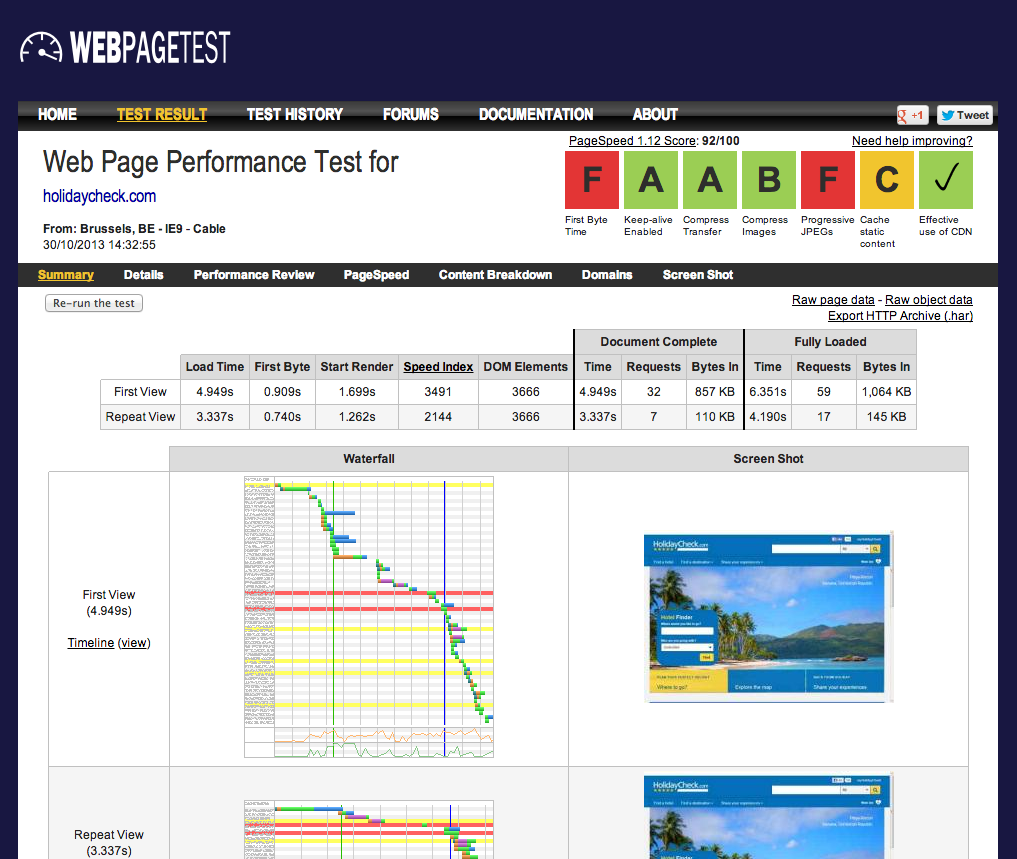 WEBPAGETEST
HOME TEST RESULT TEST HISTORY FORUMS DOCUMENTATION ABOUT
g +1 Tweet
PageSpeed 1.12 Score: 92/100 Need help improving?
Web Page Performance Test for
holidaycheck.com
From: Brussels, BE - IE9 - Cable
30/10/2013 14:32:55
F A A B F C ✓
First Byte Time
Keep-alive Enabled
Compress Transfer
Compress Images
Progressive JPEGs
Cache static content
Effective use of CDN
Summary Details Performance Review PageSpeed Content Breakdown Domains Screen Shot
Re-run the test
Raw page data - Raw object data
Export HTTP Archive (.har)
Document Complete Fully Loaded
Load Time First Byte Start Render Speed Index DOM Elements Time Requests Bytes In Time Requests Bytes In
First View 4.949s 0.909s 1.699s 3491 3666 4.949s 32 857 KB 6.351s 59 1,064 KB
Repeat View 3.337s 0.740s 1.262s 2144 3666 3.337s 7 110 KB 4.190s 17 145 KB
Waterfall Screen Shot
First View
(4.949s)
Timeline (view)
HolidayCheck.com
Hotel Finder
Where to go? Explore the map Share your experiences
Repeat View
(3.337s)
HolidayCheck.com
Hotel Finder